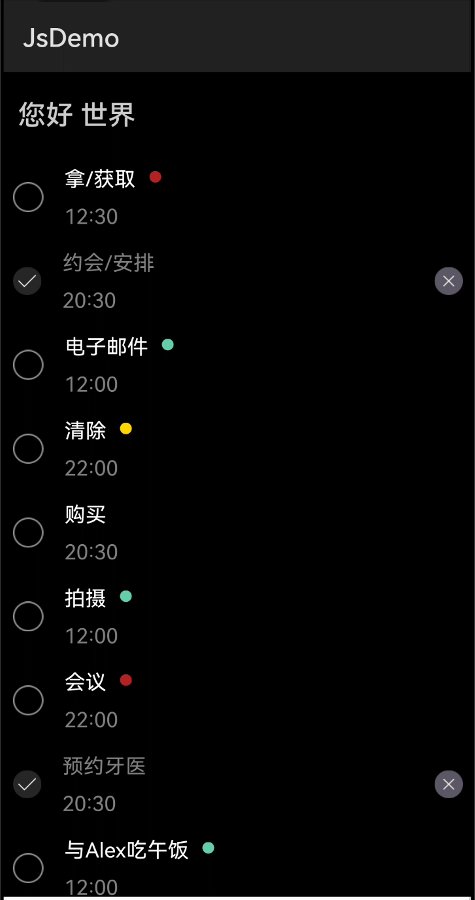 JsDemo
您好 世界
拿/获取
12:30
约会/安排
20:30
电子邮件
12:00
清除
22:00
购买
20:30
拍摄
12:00
会议
22:00
预约牙医
20:30
与Alex吃午饭
12:00